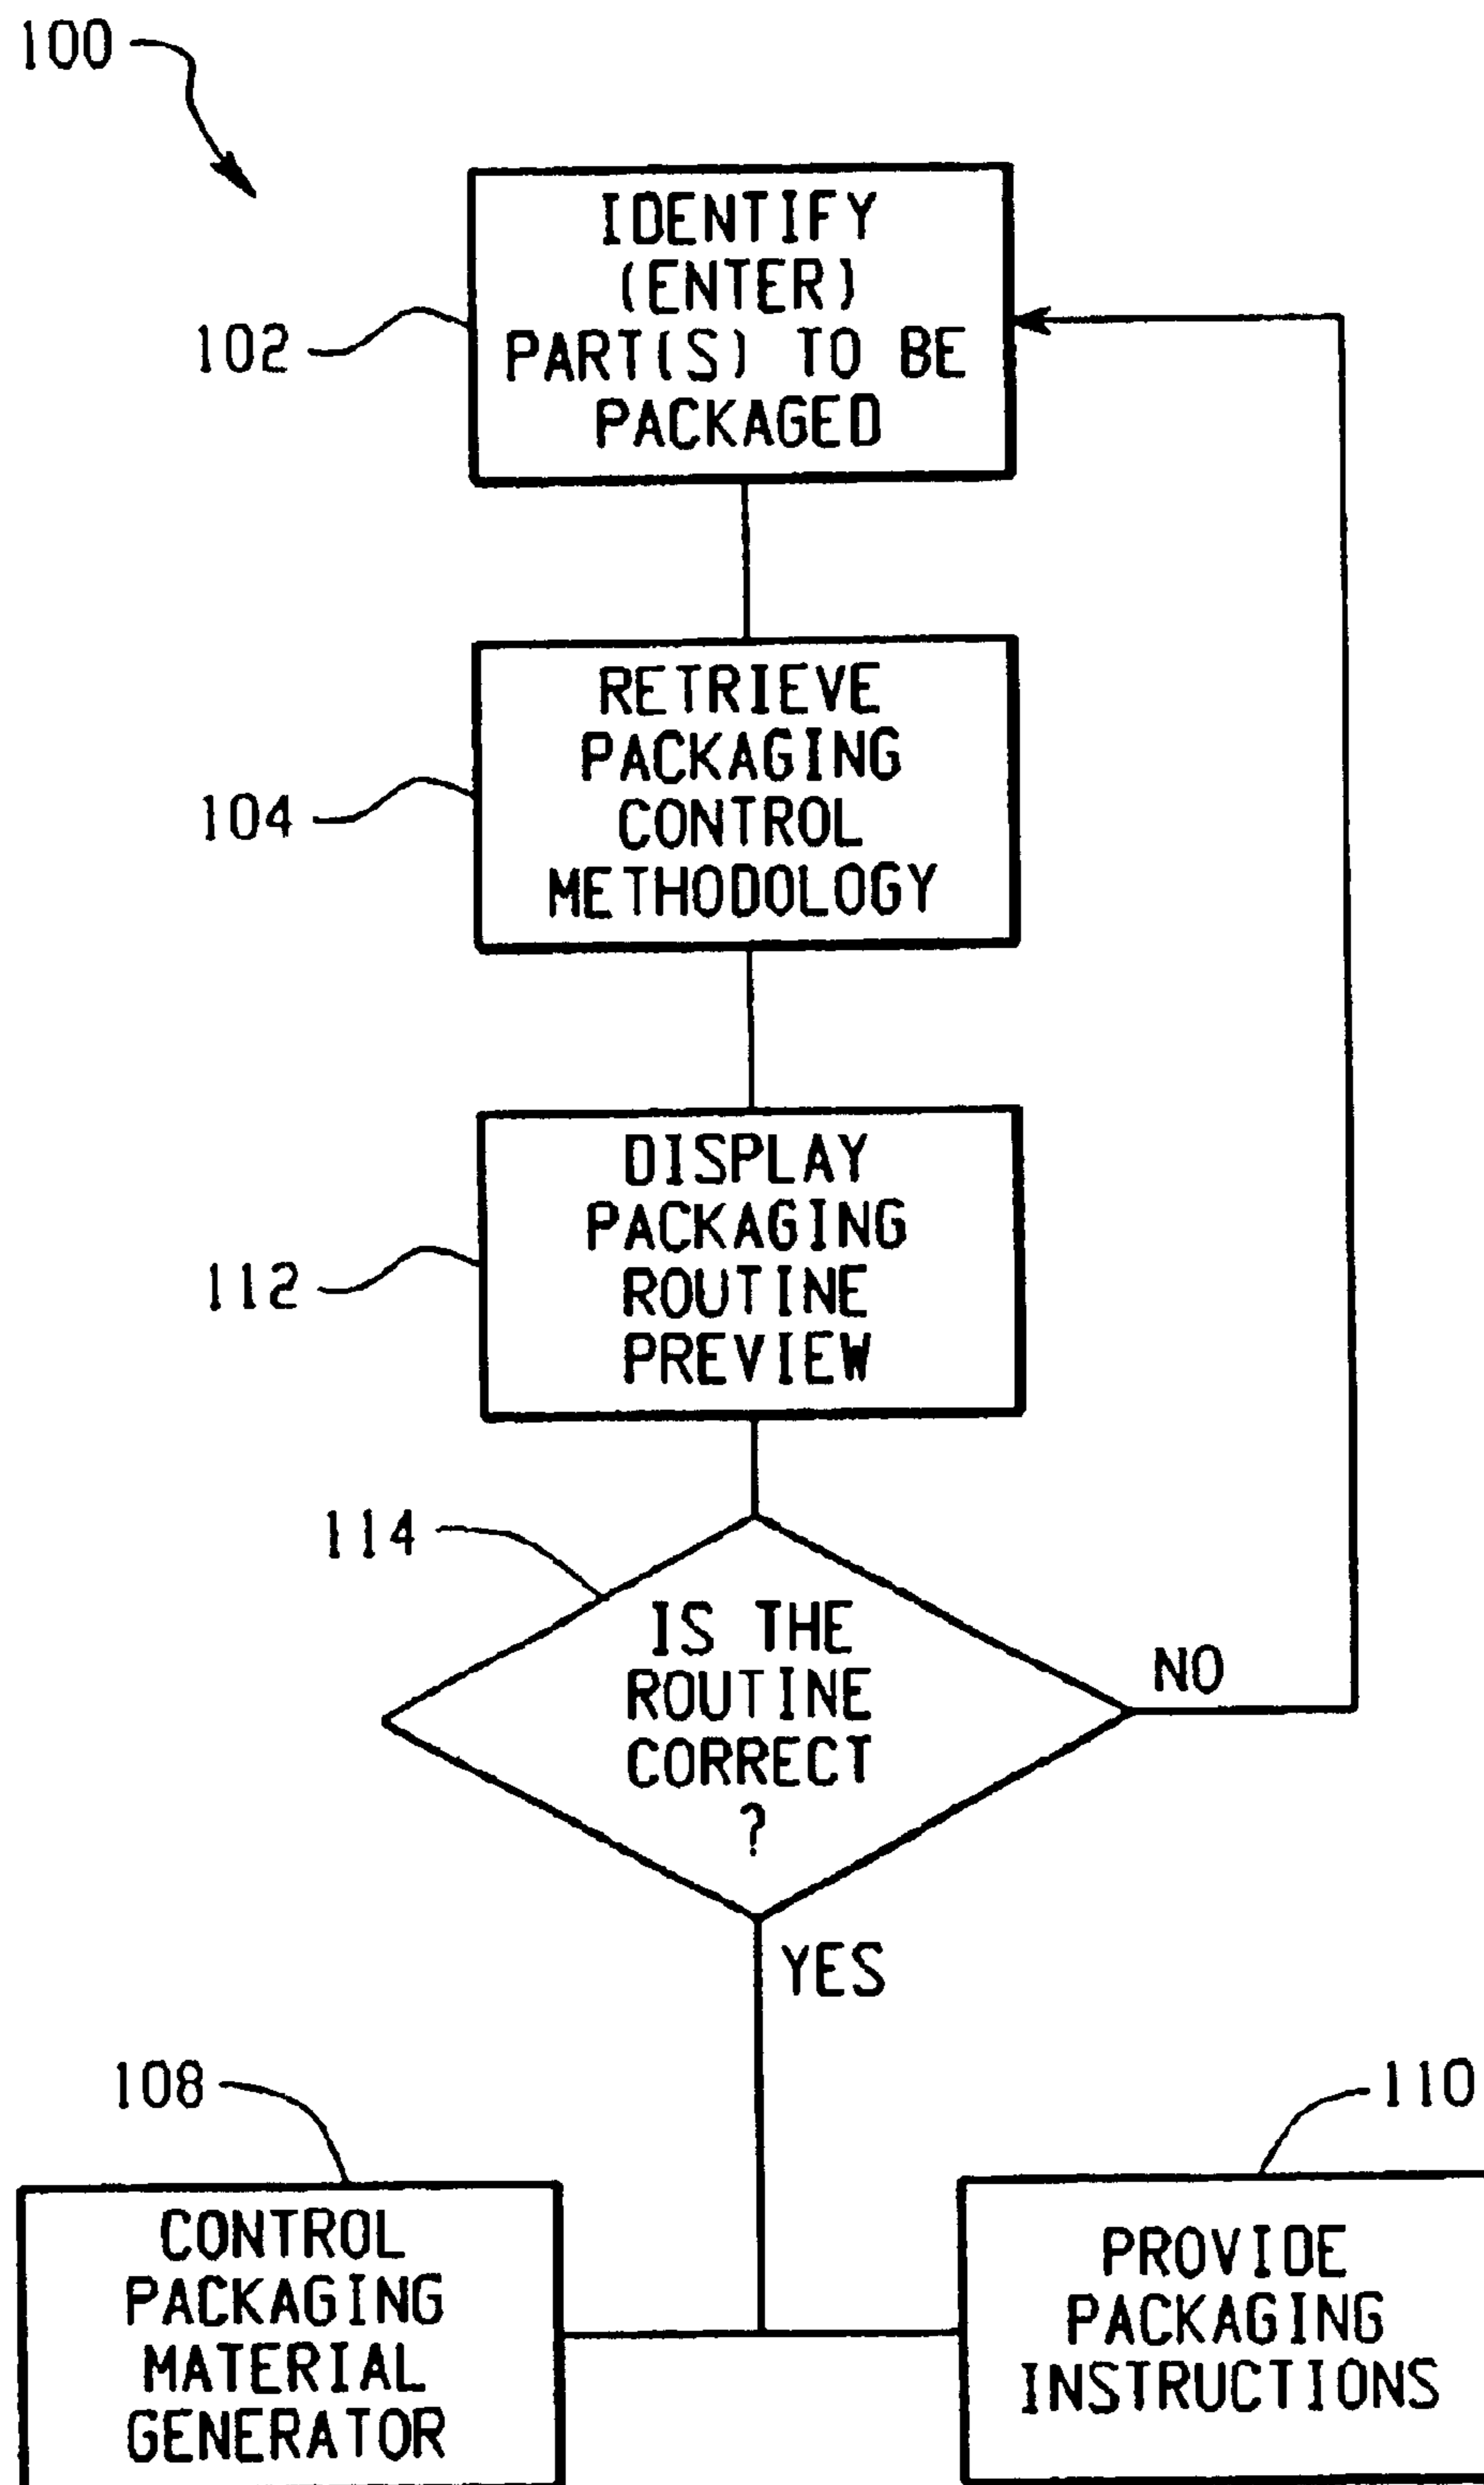 100
IDENTIFY
(ENTER)
PART(S) TO BE
PACKAGED
102
RETRIEVE
PACKAGING
CONTROL
METHODOLOGY
104
DISPLAY
PACKAGING
ROUTINE
PREVIEW
112
114
IS THE
ROUTINE
CORRECT
?
NO
YES
108
CONTROL
PACKAGING
MATERIAL
GENERATOR
110
PROVIDE
PACKAGING
INSTRUCTIONS